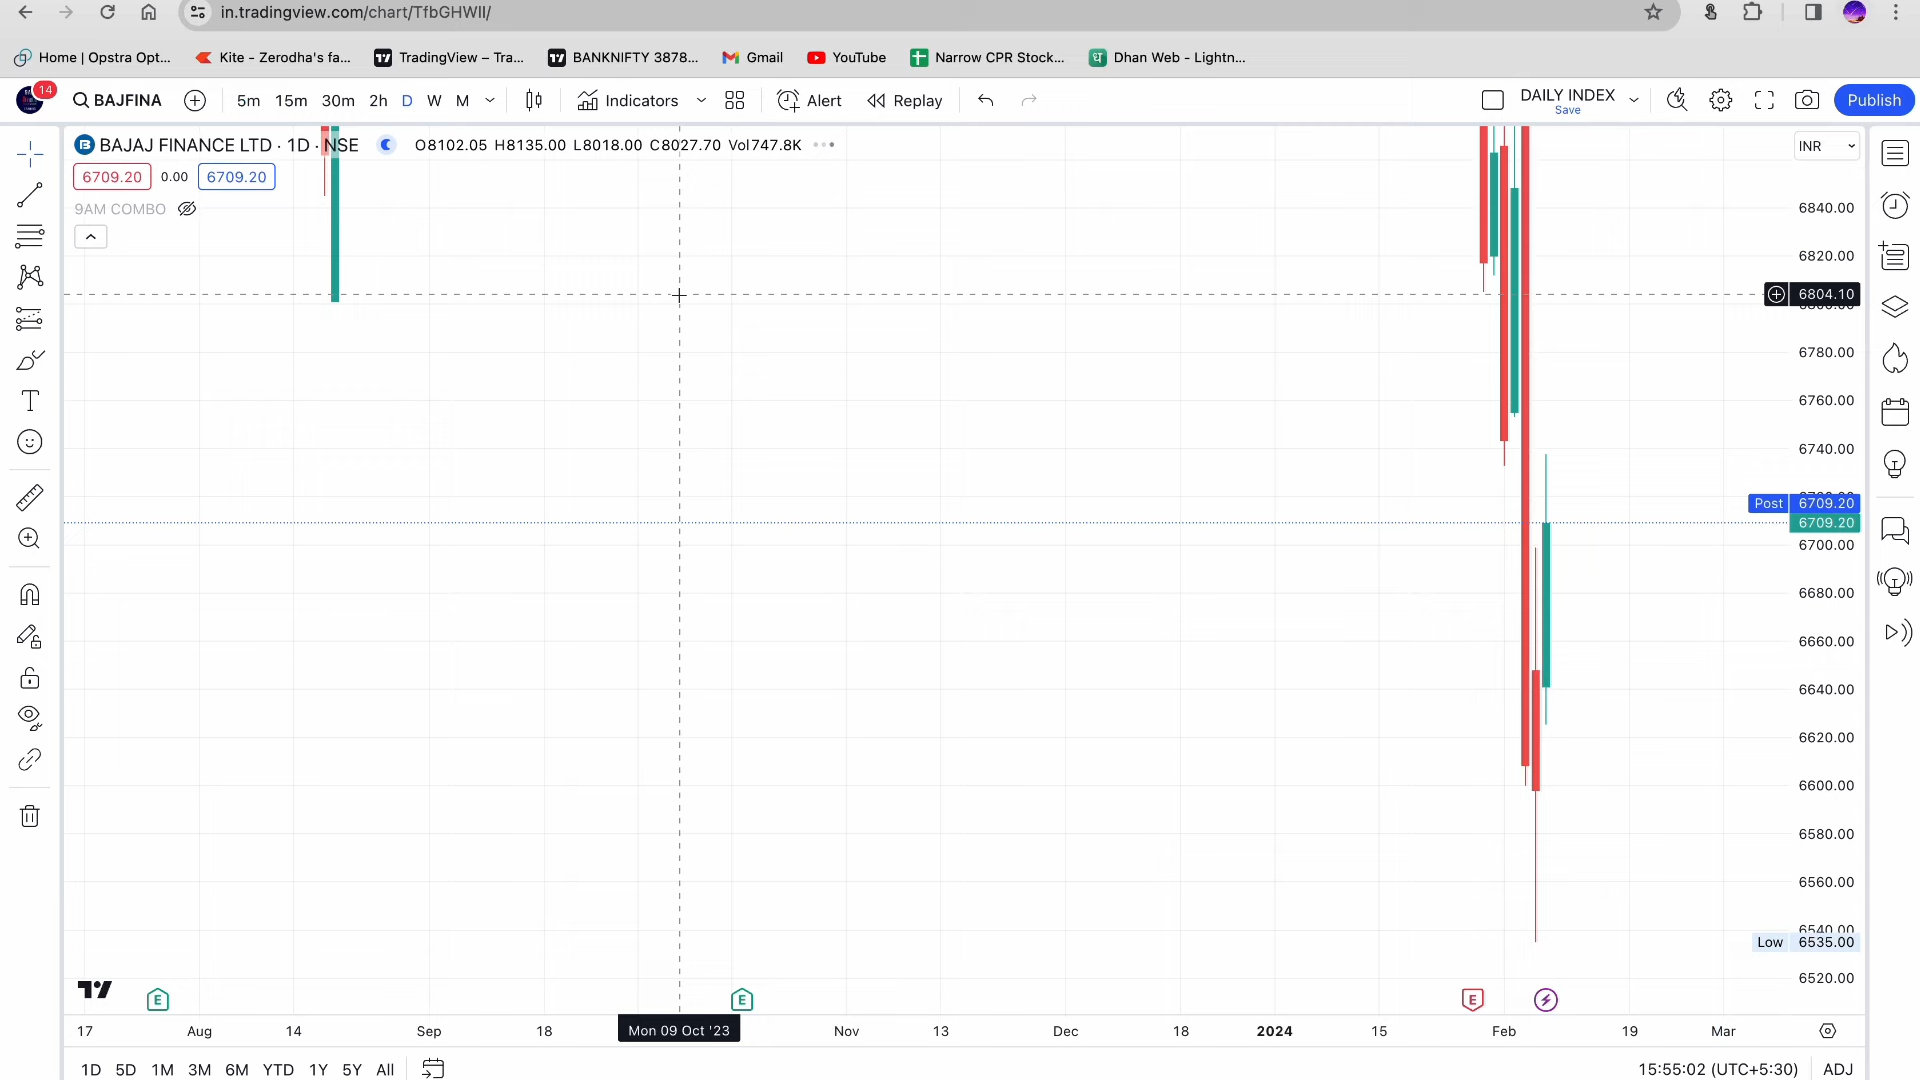 in.tradingview.com/chart/TfbGHWII/
Home | Opstra Opt... Kite - Zerodha's fa... TradingView – Tra... BANKNIFTY 3878... Gmail YouTube Narrow CPR Stock... Dhan Web - Lightn...
14 BAJFINA 5m 15m 30m 2h D W M Indicators Alert Replay DAILY INDEX Save Publish
BAJAJ FINANCE LTD · 1D · NSE O8102.05 H8135.00 L8018.00 C8027.70 Vol747.8K INR
6709.20 0.00 6709.20
9AM COMBO
6840.00
6820.00
6804.10
6780.00
6760.00
6740.00
Post 6709.20
6709.20
6700.00
6680.00
6660.00
6640.00
6620.00
6600.00
6580.00
6560.00
6540.00
Low 6535.00
6520.00
E E E
17 Aug 14 Sep 18 Mon 09 Oct '23 Nov 13 Dec 18 2024 15 Feb 19 Mar
1D 5D 1M 3M 6M YTD 1Y 5Y All 15:55:02 (UTC+5:30) ADJ